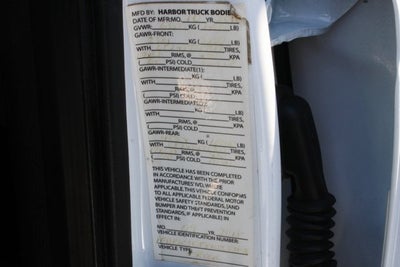 MFG BY: HARBOR TRUCK BODIE
DATE OF MFR:MO YR
GVWR: KG ( LB)
GAWR-FRONT:
KG ( LB)
WITH TIRES,
RIMS, @ KPA
( PSI) COLD
GAWR-INTERMEDIATE(1):
KG ( LB)
WITH TIRES,
RIMS, @ KPA
( PSI) COLD
GAWR-INTERMEDIATE(2):
KG ( LB)
WITH TIRES,
RIMS, @ KPA
( PSI) COLD
GAWR-REAR:
KG ( LB)
WITH TIRES,
RIMS, @ KPA
( PSI) COLD
THIS VEHICLE HAS BEEN COMPLETED
IN ACCORDANCE WITH THE PRIOR
MANUFACTURES' IVD, WHERE
APPLICABLE. THIS VEHICLE CONFORMS
TO ALL APPLICABLE FEDERAL MOTOR
VEHICLE SAFETY STANDARDS, [AND
BUMPER AND THEFT PREVENTION
STANDARDS, IF APPLICABLE] IN
EFFECT IN:
MO. YR
VEHICLE IDENTIFICATION NUMBER:
VEHICLE TYPE